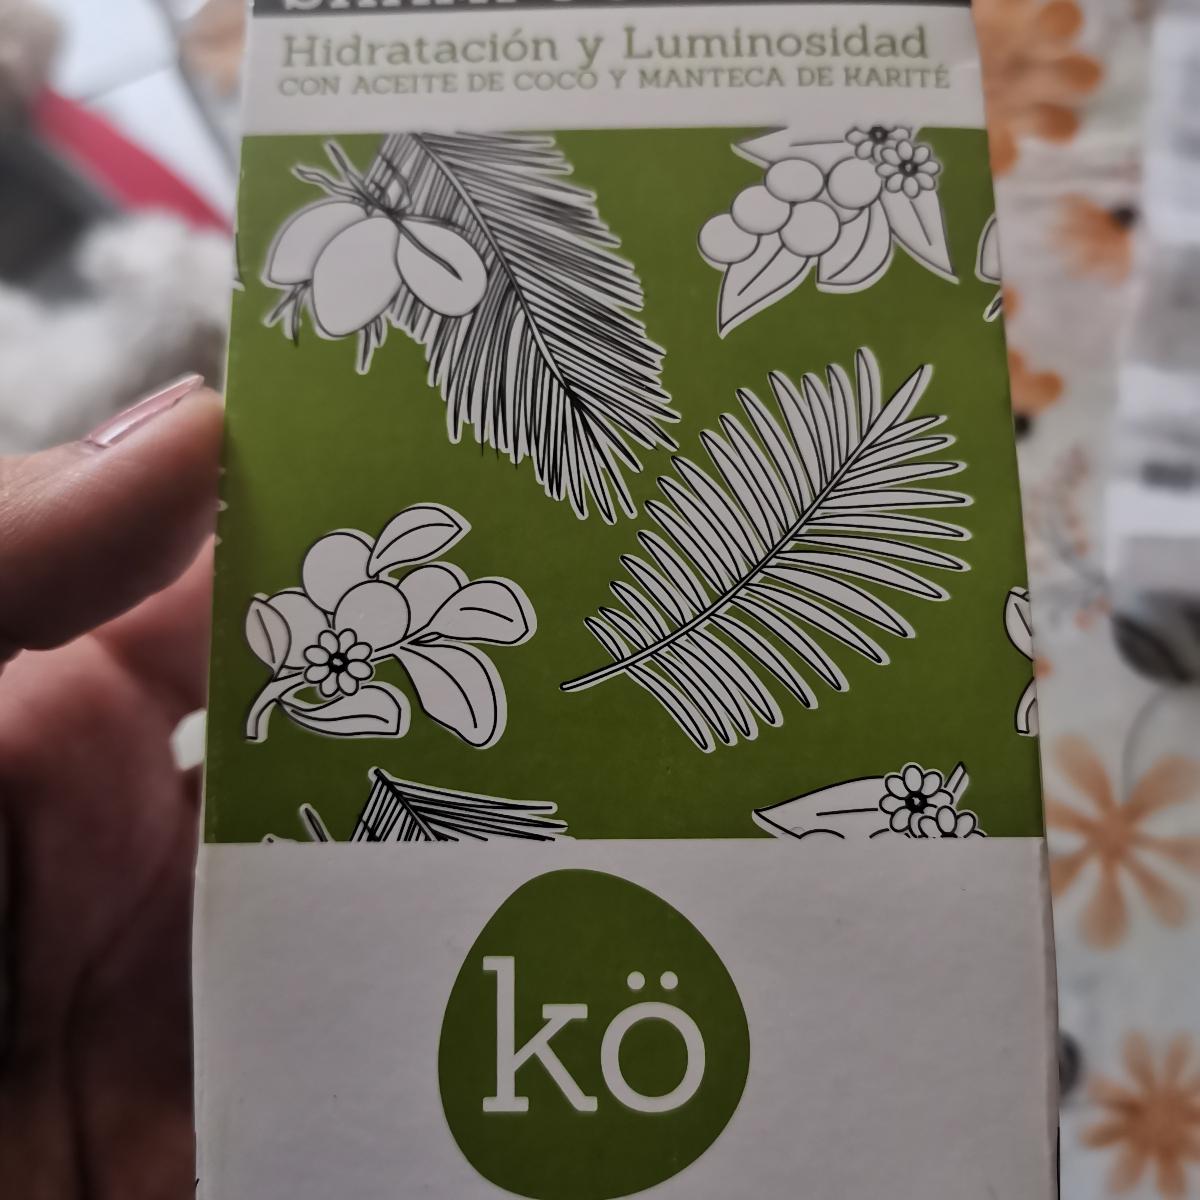 Hidratación y Luminosidad
CON ACEITE DE COCO Y MANTECA DE KARITÉ
kö